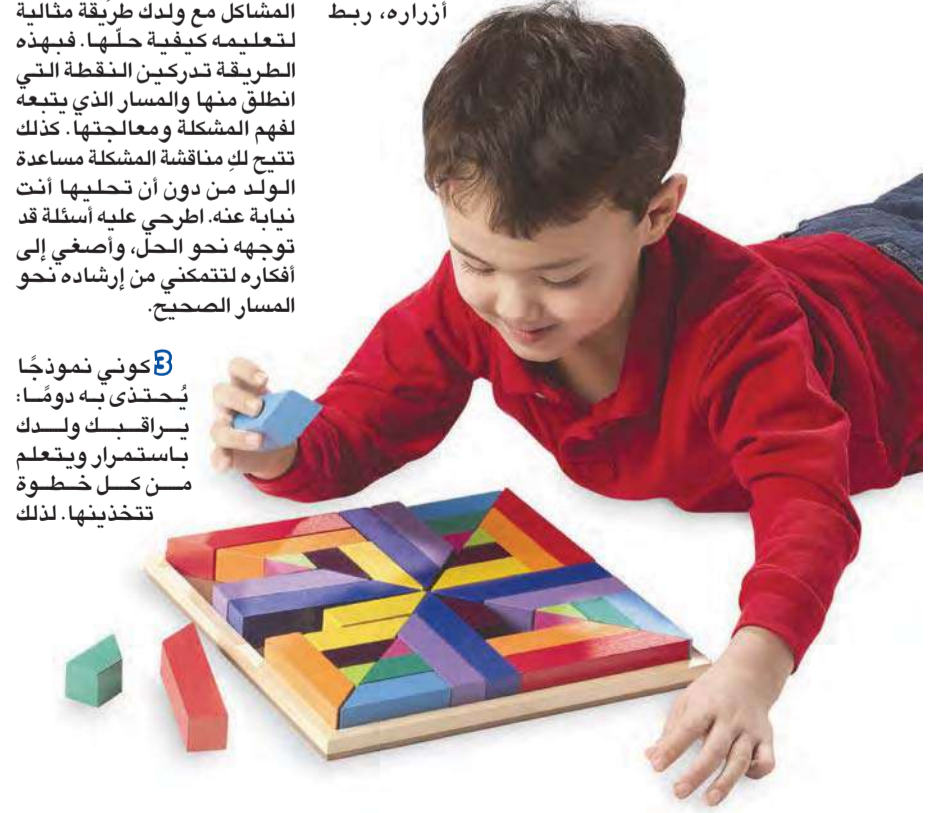 أزراره، ربط
المشاكل مع ولدك طريقة مثالية
لتعليمه كيفية حلّها. فبهذه
الطريقة تدركين النقطة التي
انطلق منها والمسار الذي يتبعه
لفهم المشكلة ومعالجتها. كذلك
تتيح لكِ مناقشة المشكلة مساعدة
الولد من دون أن تحليها أنت
نيابة عنه. اطرحي عليه أسئلة قد
توجهه نحو الحل، وأصغي إلى
أفكاره لتتمكني من إرشاده نحو
المسار الصحيح.
3 كوني نموذجًا
يُحتذى به دومًا:
يراقبك ولدك
باستمرار ويتعلم
من كل خطوة
تتخذينها. لذلك